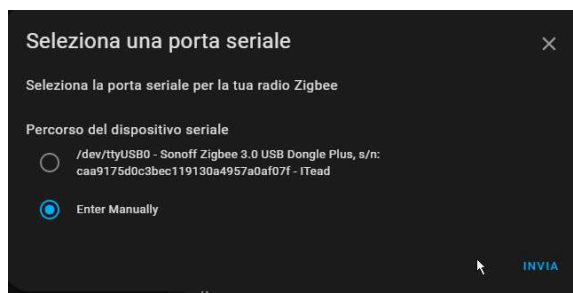 Seleziona una porta seriale
Seleziona la porta seriale per la tua radio Zigbee
Percorso del dispositivo seriale
/dev/ttyUSB0 - Sonoff Zigbee 3.0 USB Dongle Plus, s/n:
caa9175d0c3bec119130a4957a0af07f - ITead
Enter Manually
INVIA